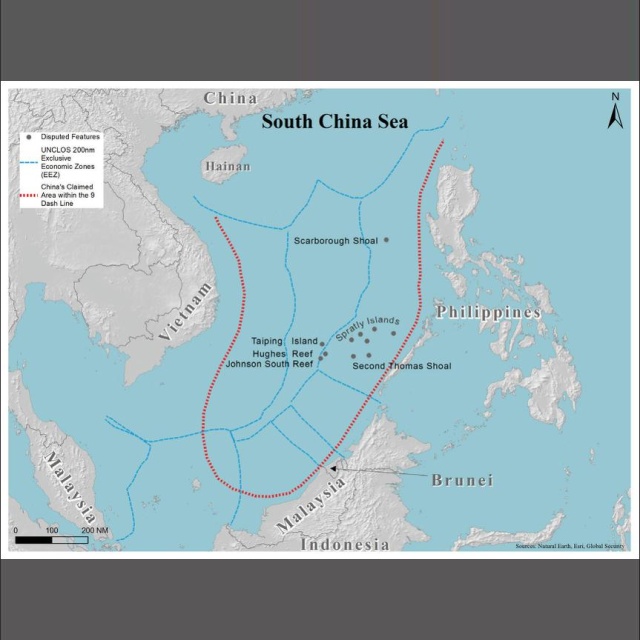 China
N
South China Sea
Disputed Features
UNCLOS 200nm
Exclusive
Economic Zones
(EEZ)
China's Claimed
Area within the 9
Dash Line
Hainan
Scarborough Shoal
Vietnam
Philippines
Spratly Islands
Taiping Island
Hughes Reef
Johnson South Reef
Second Thomas Shoal
Malaysia
Brunei
Malaysia
0 100 200 NM
Indonesia
Sources: Natural Earth, Esri, Global Security